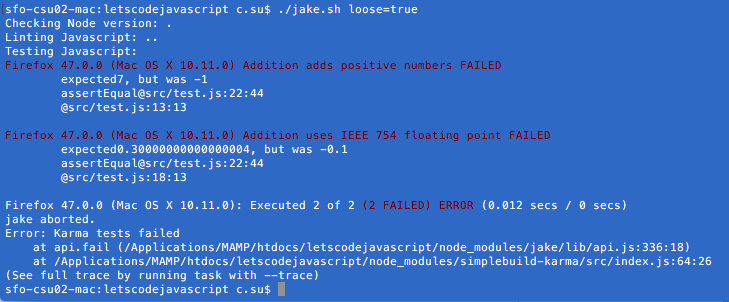 sfo-csu02-mac:letscodejavascript c.su$ ./jake.sh loose=true
Checking Node version: .
Linting Javascript: ..
Testing Javascript:
Firefox 47.0.0 (Mac OS X 10.11.0) Addition adds positive numbers FAILED
expected7, but was -1
assertEqual@src/test.js:22:44
@src/test.js:13:13
Firefox 47.0.0 (Mac OS X 10.11.0) Addition uses IEEE 754 floating point FAILED
expected0.30000000000000004, but was -0.1
assertEqual@src/test.js:22:44
@src/test.js:18:13
Firefox 47.0.0 (Mac OS X 10.11.0): Executed 2 of 2 (2 FAILED) ERROR (0.012 secs / 0 secs)
jake aborted.
Error: Karma tests failed
at api.fail (/Applications/MAMP/htdocs/letscodejavascript/node_modules/jake/lib/api.js:336:18)
at /Applications/MAMP/htdocs/letscodejavascript/node_modules/simplebuild-karma/src/index.js:64:26
(See full trace by running task with --trace)
sfo-csu02-mac:letscodejavascript c.su$